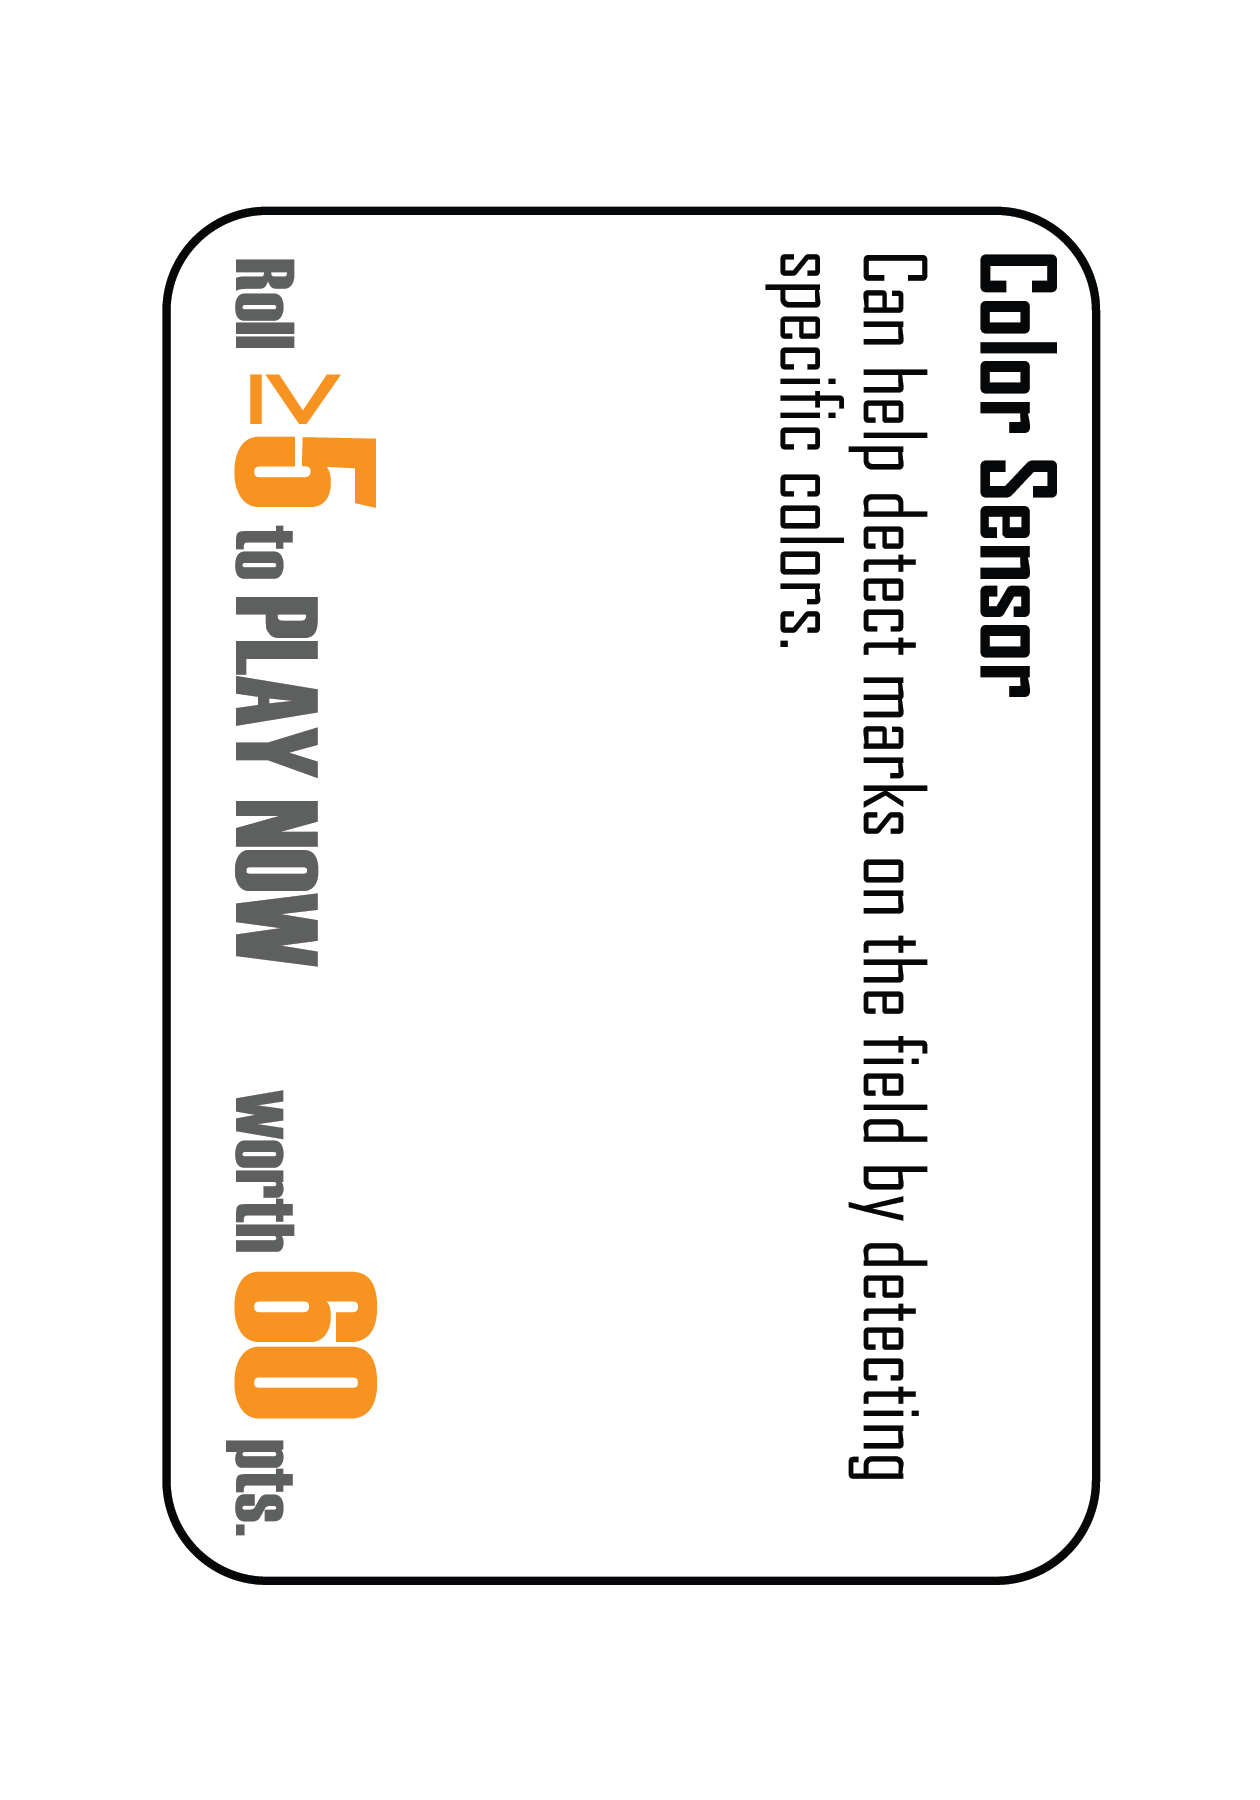 Color Sensor
Can help detect marks on the field by detecting
specific colors.
Roll ≥5 to PLAY NOW worth 60 pts.